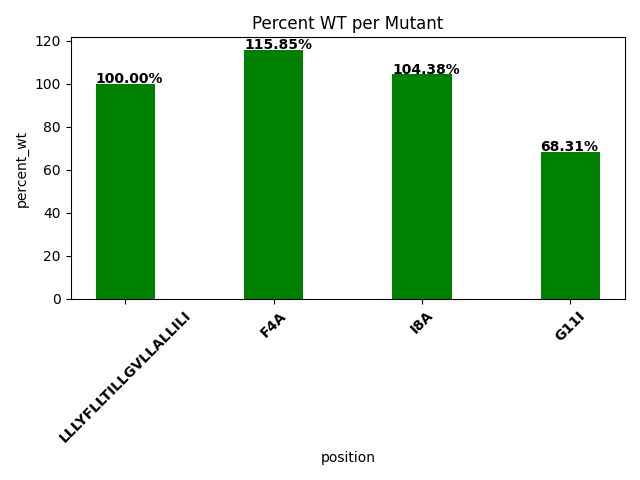 Percent WT per Mutant
percent_wt
120
100
80
60
40
20
0
100.00%
115.85%
104.38%
68.31%
LLLYFLLTILLGVLLALLILI
F4A
I8A
G11I
position